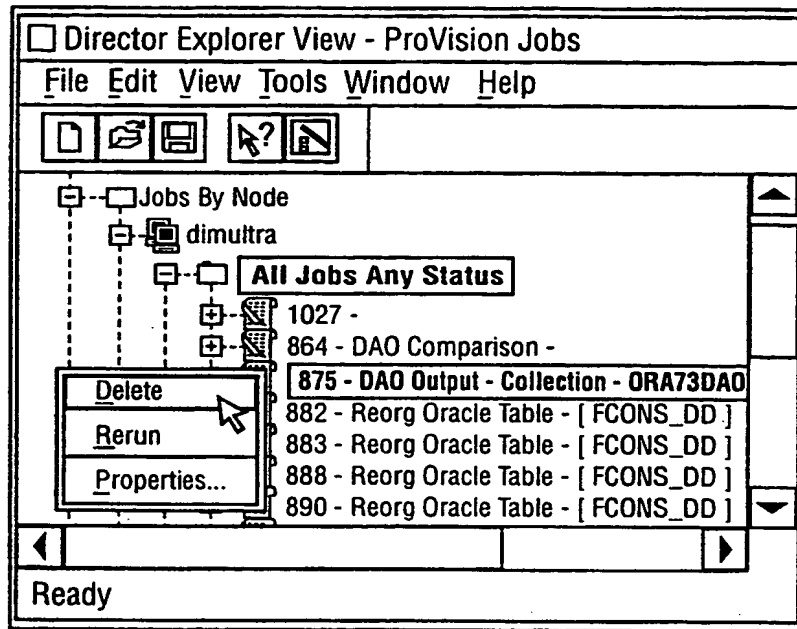 Director Explorer View - ProVision Jobs
File Edit View Tools Window Help
Jobs By Node
dimultra
All Jobs Any Status
1027 -
864 - DAO Comparison -
875 - DAO Output - Collection - ORA73DAO
882 - Reorg Oracle Table - [ FCONS_DD ]
883 - Reorg Oracle Table - [ FCONS_DD ]
888 - Reorg Oracle Table - [ FCONS_DD ]
890 - Reorg Oracle Table - [ FCONS_DD ]
Delete
Rerun
Properties...
Ready